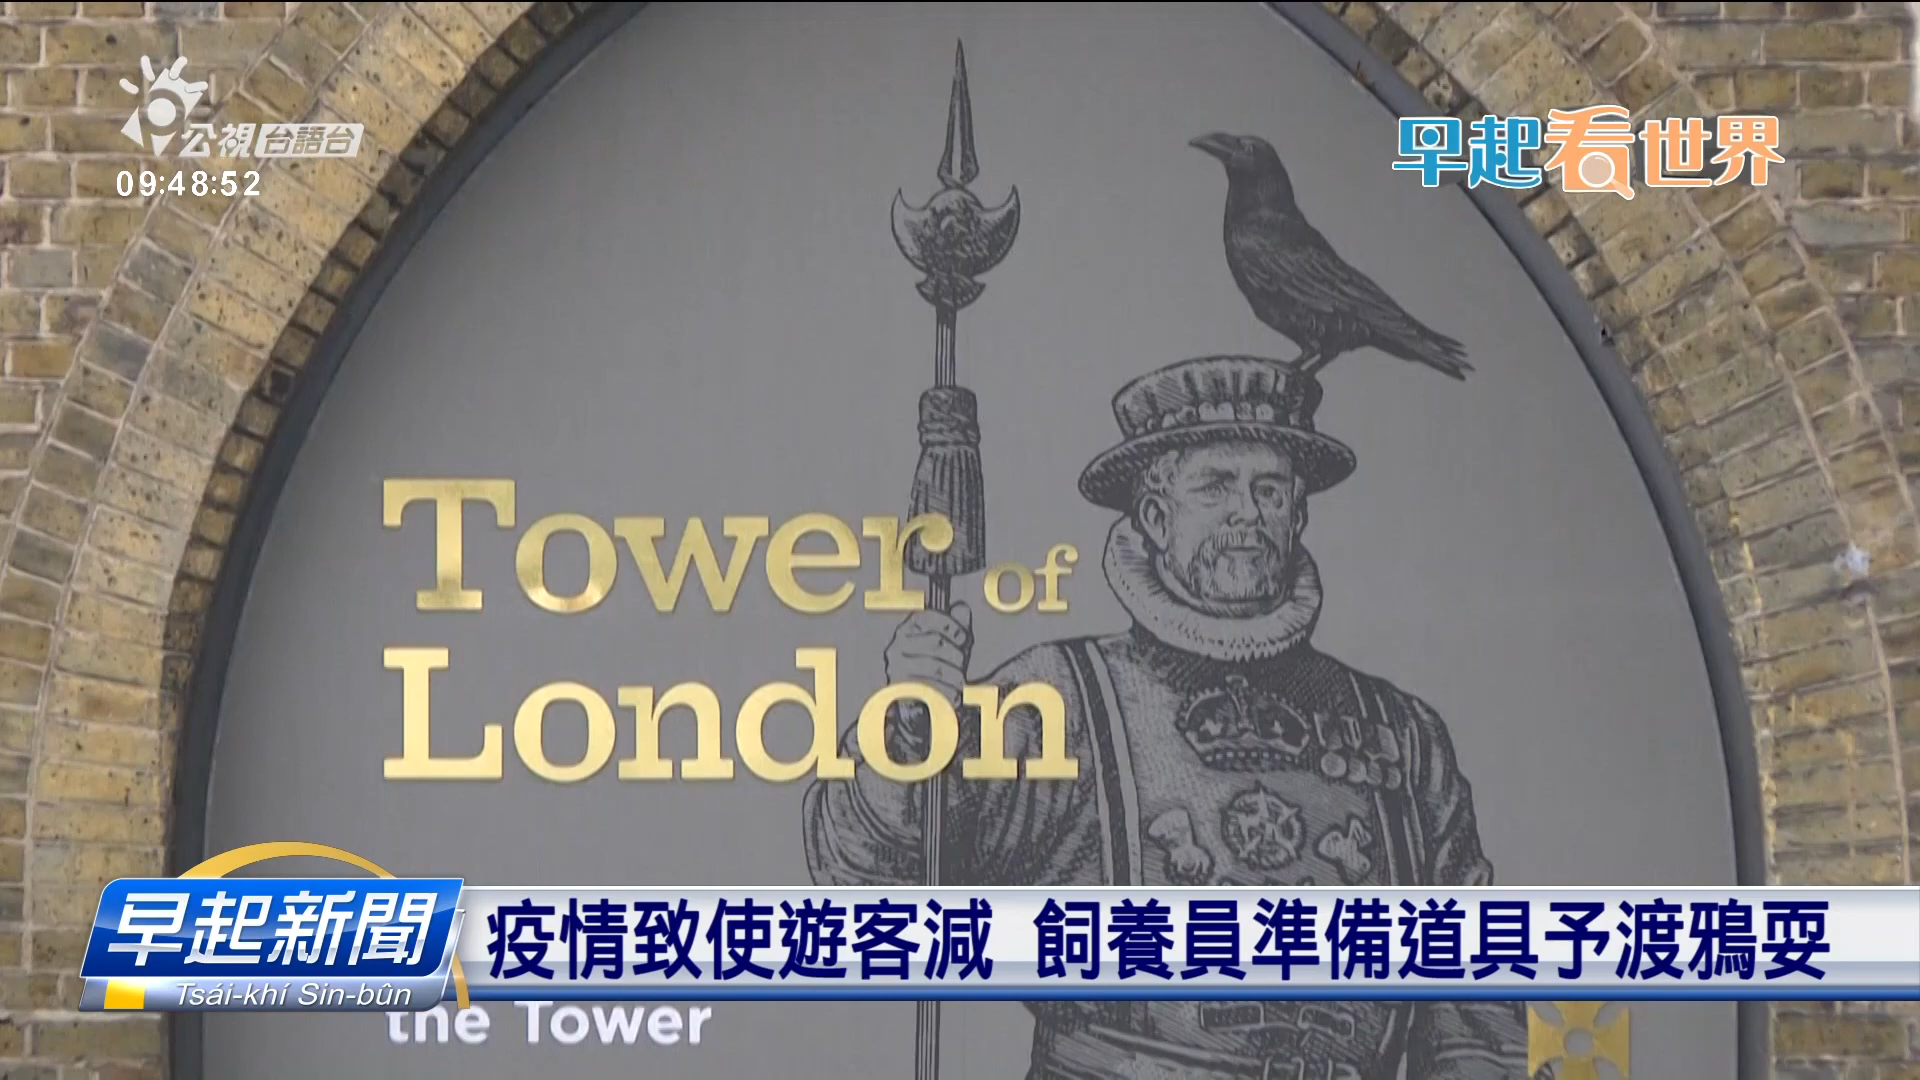 公視台語台
09:48:52
早起看世界
Tower of
London
早起新聞
Tsái-khí Sin-bûn
疫情致使遊客減 飼養員準備道具予渡鴉耍
the Tower